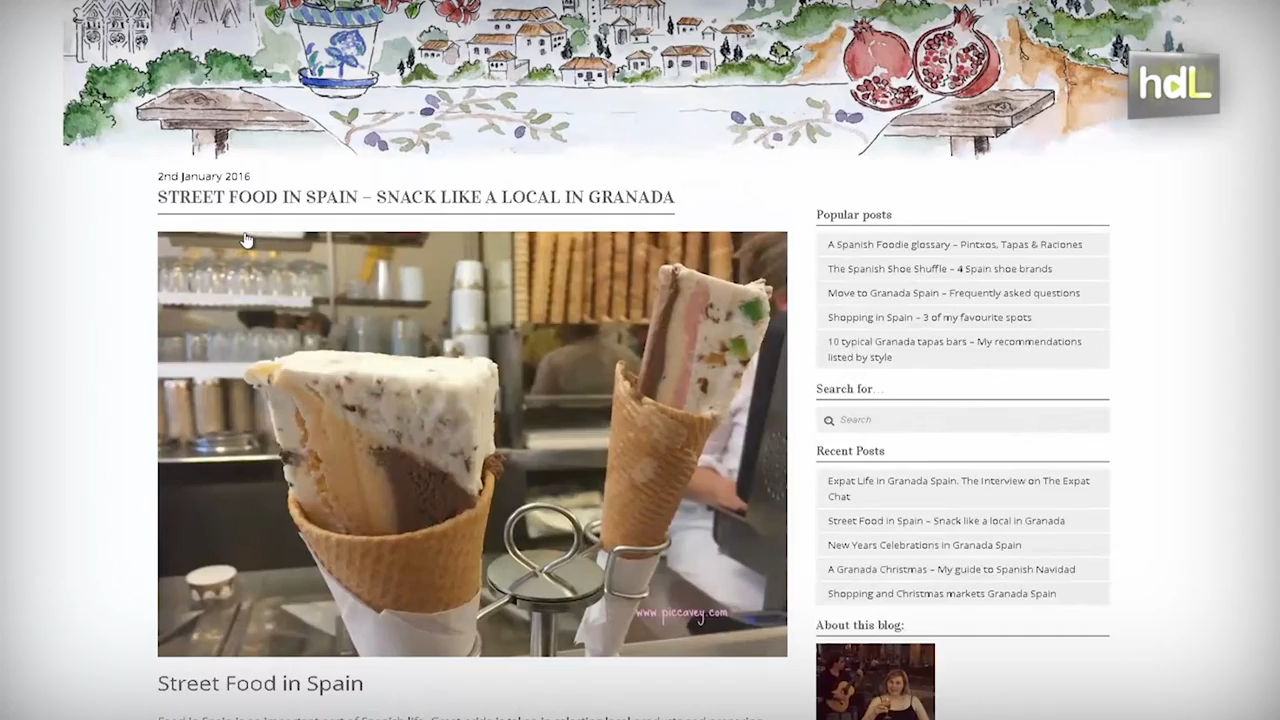 hdL
2nd January 2016
STREET FOOD IN SPAIN – SNACK LIKE A LOCAL IN GRANADA
www.piccavey.com
Street Food in Spain
Popular posts
A Spanish Foodie glossary – Pintxos, Tapas & Raciones
The Spanish Shoe Shuffle – 4 Spain shoe brands
Move to Granada Spain – Frequently asked questions
Shopping in Spain – 3 of my favourite spots
10 typical Granada tapas bars – My recommendations
listed by style
Search for…
Search
Recent Posts
Expat Life in Granada Spain. The Interview on The Expat
Chat
Street Food in Spain – Snack like a local in Granada
New Years Celebrations in Granada Spain
A Granada Christmas – My guide to Spanish Navidad
Shopping and Christmas markets Granada Spain
About this blog: